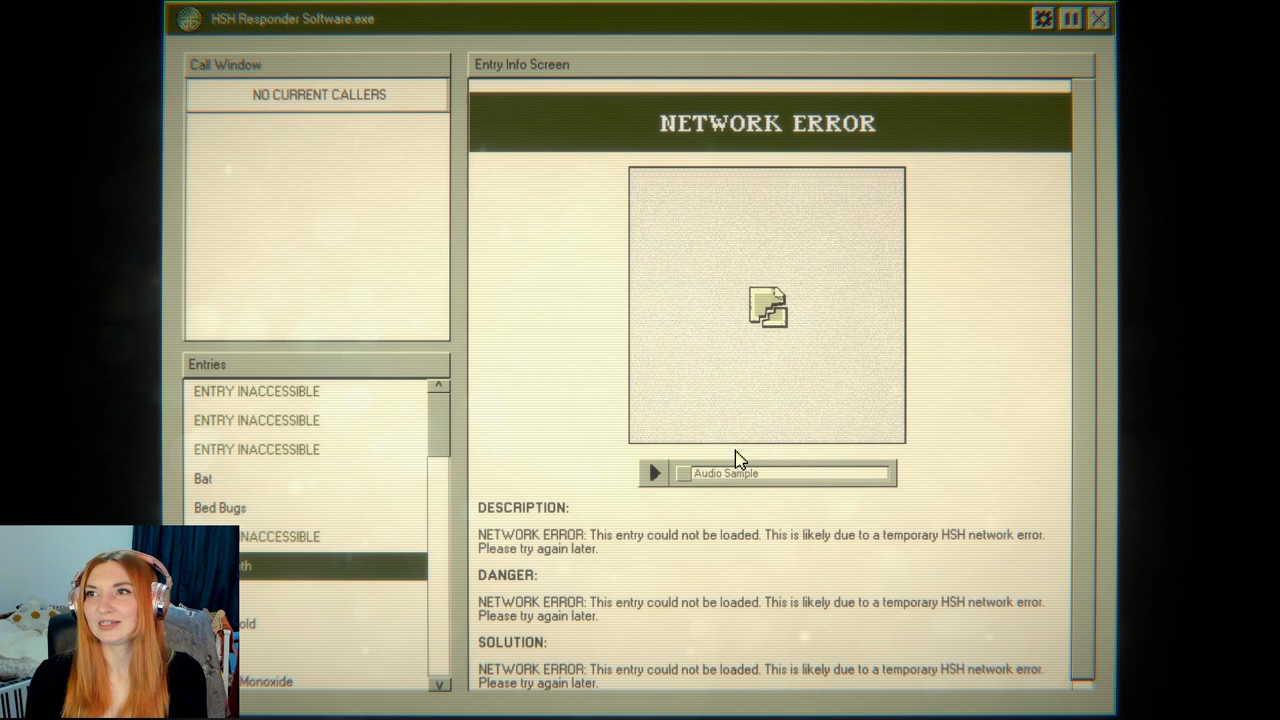 HSH Responder Software.exe
Call Window
NO CURRENT CALLERS
Entries
ENTRY INACCESSIBLE
ENTRY INACCESSIBLE
ENTRY INACCESSIBLE
Bat
Bed Bugs
INACCESSIBLE
Monoxide
Entry Info Screen
NETWORK ERROR
Audio Sample
DESCRIPTION:
NETWORK ERROR: This entry could not be loaded. This is likely due to a temporary HSH network error.
Please try again later.
DANGER:
NETWORK ERROR: This entry could not be loaded. This is likely due to a temporary HSH network error.
Please try again later.
SOLUTION:
NETWORK ERROR: This entry could not be loaded. This is likely due to a temporary HSH network error.
Please try again later.